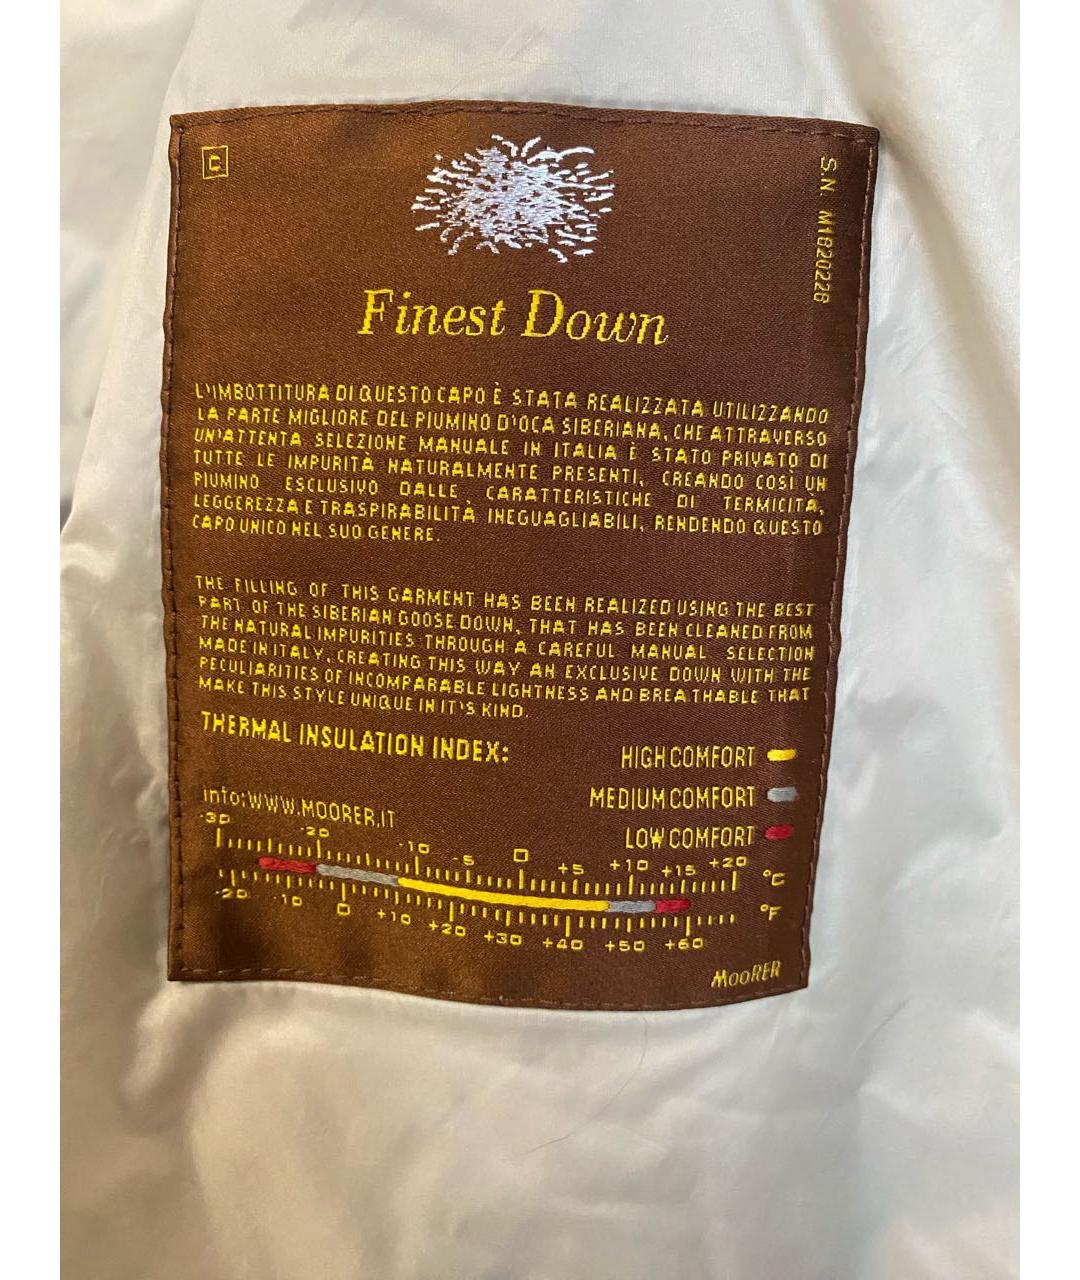 S.N. M1820228
Finest Down
L'IMBOTTITURA DI QUESTO CAPO È STATA REALIZZATA UTILIZZANDO
LA PARTE MIGLIORE DEL PIUMINO D'OCA SIBERIANA, CHE ATTRAVERSO
UN'ATTENTA SELEZIONE MANUALE IN ITALIA È STATO PRIVATO DI
TUTTE LE IMPURITÀ NATURALMENTE PRESENTI, CREANDO COSÌ UN
PIUMINO ESCLUSIVO DALLE CARATTERISTICHE DI TERMICITÀ,
LEGGEREZZA E TRASPIRABILITÀ INEGUAGLIABILI, RENDENDO QUESTO
CAPO UNICO NEL SUO GENERE.
THE FILLING OF THIS GARMENT HAS BEEN REALIZED USING THE BEST
PART OF THE SIBERIAN GOOSE DOWN, THAT HAS BEEN CLEANED FROM
THE NATURAL IMPURITIES THROUGH A CAREFUL MANUAL SELECTION
MADE IN ITALY, CREATING THIS WAY AN EXCLUSIVE DOWN WITH THE
PECULIARITIES OF INCOMPARABLE LIGHTNESS AND BREATHABLE THAT
MAKE THIS STYLE UNIQUE IN IT'S KIND.
THERMAL INSULATION INDEX:
HIGH COMFORT
MEDIUM COMFORT
LOW COMFORT
info:WWW.MOORER.IT
-30 -20 -10 -5 0 +5 +10 +15 +20 °C
-20 -10 0 +10 +20 +30 +40 +50 +60 °F
MOORER